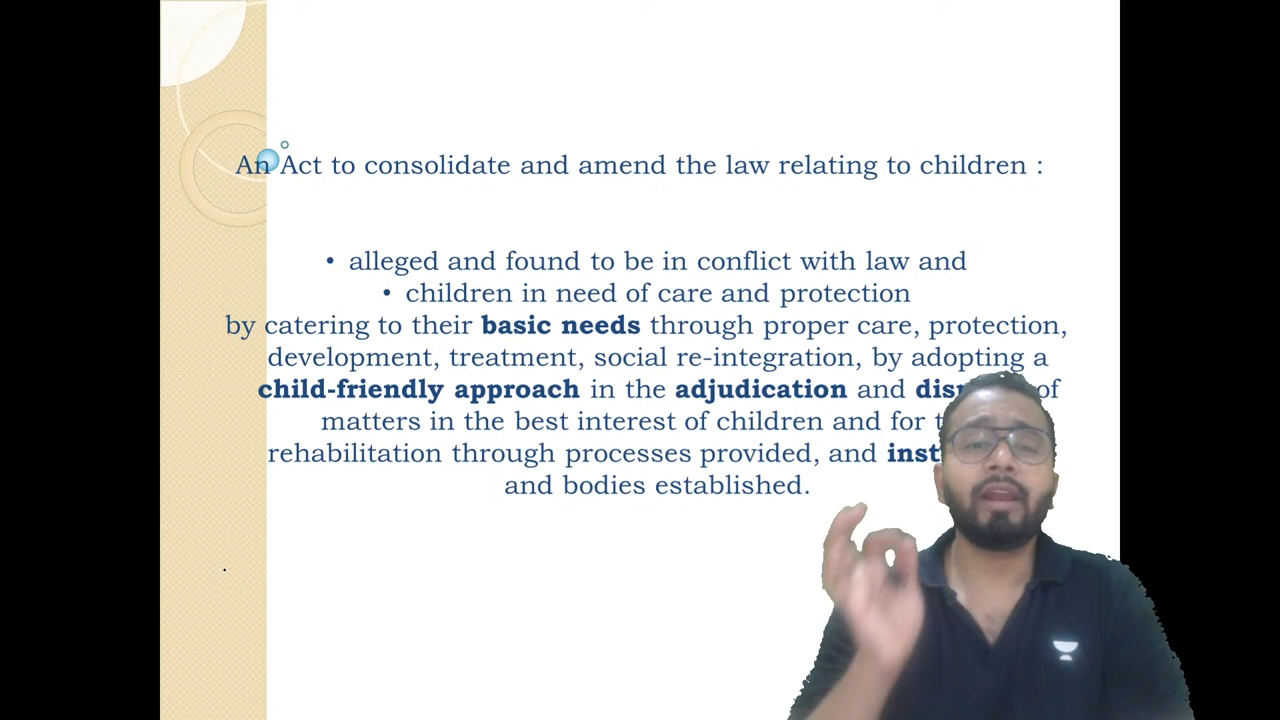 An Act to consolidate and amend the law relating to children :
• alleged and found to be in conflict with law and
• children in need of care and protection
by catering to their basic needs through proper care, protection,
development, treatment, social re-integration, by adopting a
child-friendly approach in the adjudication and of
matters in the best interest of children and for
rehabilitation through processes provided, and
and bodies established.